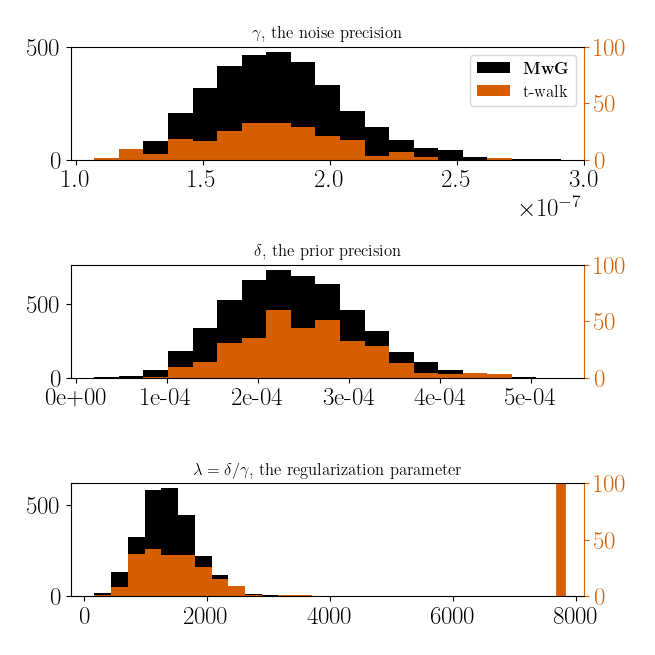 γ, the noise precision
500
0
100
50
0
MwG
t-walk
1.0 1.5 2.0 2.5 3.0
×10⁻⁷
δ, the prior precision
500
0
100
50
0
0e+00 1e-04 2e-04 3e-04 4e-04 5e-04
λ = δ/γ, the regularization parameter
500
0
100
50
0
0 2000 4000 6000 8000